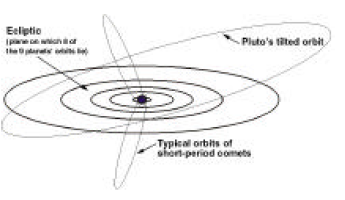 Ecliptic
(plane on which 8 of
the 9 planets' orbits lie)
Pluto's tilted orbit
Typical orbits of
short-period comets